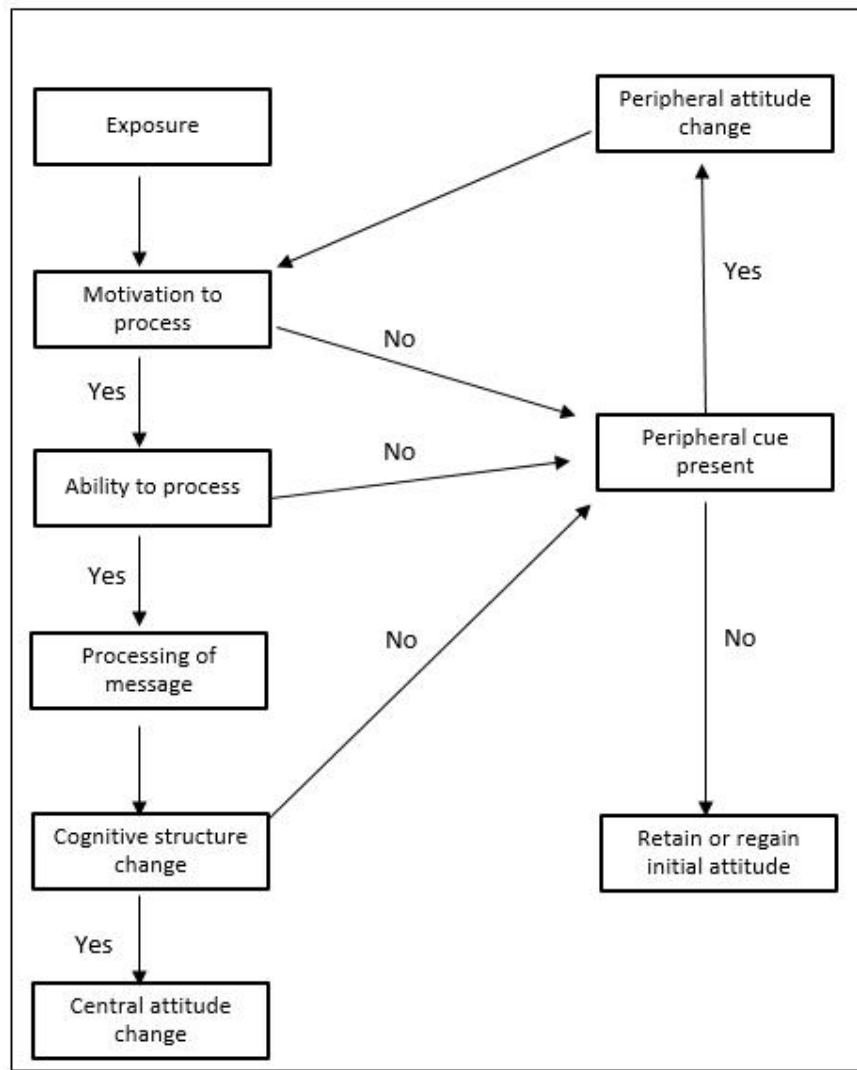 Exposure
Peripheral attitude
change
Motivation to
process
Yes
No
Yes
Ability to process
No
Peripheral cue
present
Yes
Processing of
message
No
No
Cognitive structure
change
Retain or regain
initial attitude
Yes
Central attitude
change